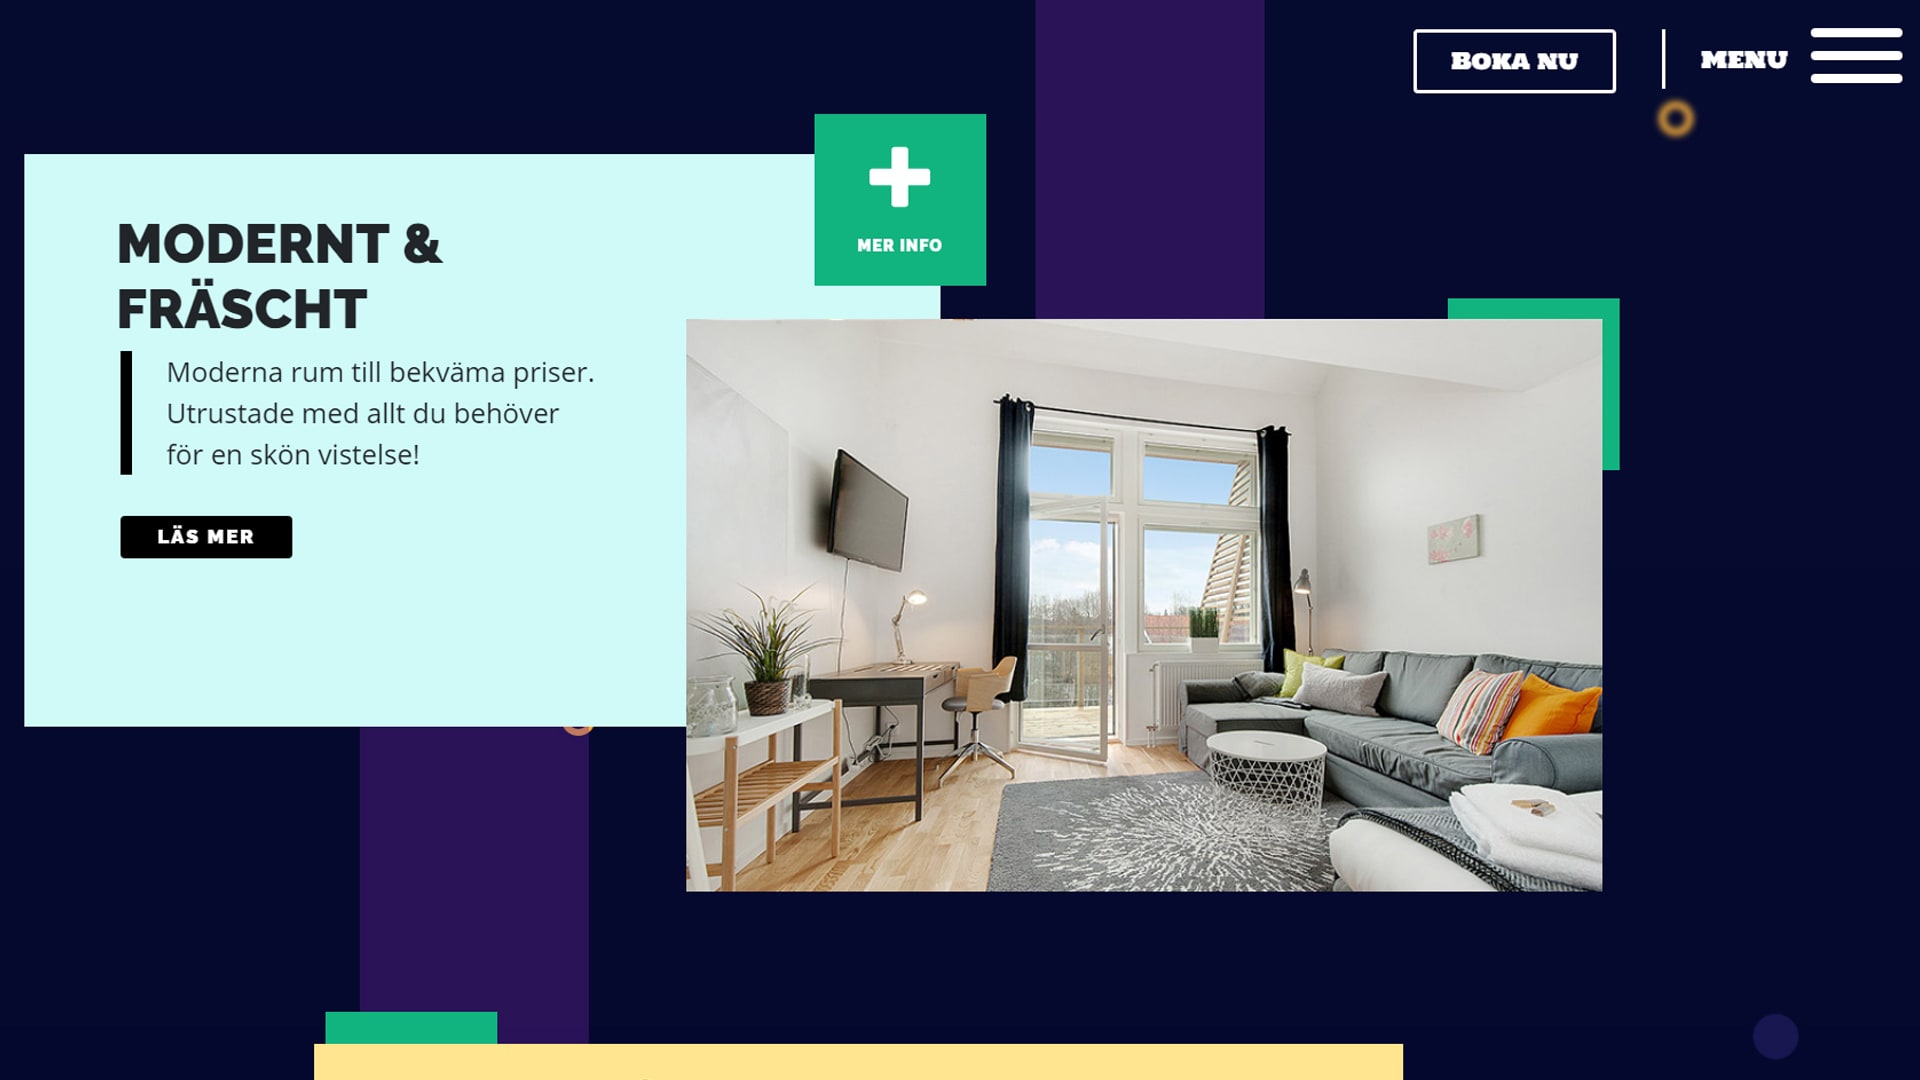 BOKA NU
MENU
MER INFO
MODERNT &
FRÄSCHT
Moderna rum till bekväma priser.
Utrustade med allt du behöver
för en skön vistelse!
LÄS MER